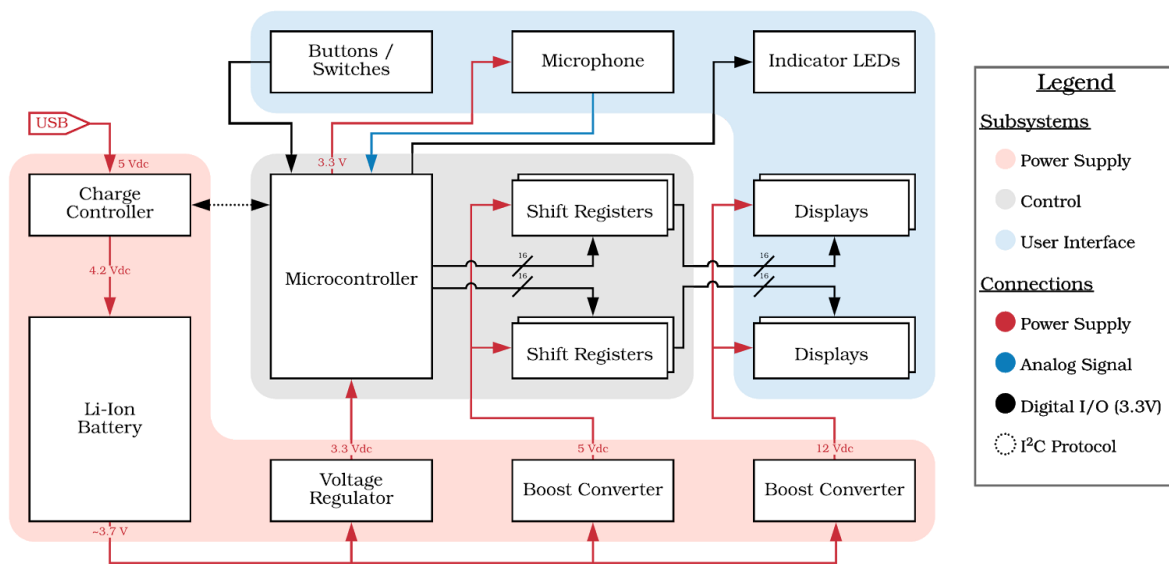 Buttons /
Switches
Microphone
Indicator LEDs
USB
5 Vdc
3.3 V
Charge
Controller
Microcontroller
Shift Registers
Displays
16
16
16
16
4.2 Vdc
Shift Registers
Displays
Li-Ion
Battery
3.3 Vdc
5 Vdc
12 Vdc
Voltage
Regulator
Boost Converter
Boost Converter
~3.7 V
Legend
Subsystems
Power Supply
Control
User Interface
Connections
Power Supply
Analog Signal
Digital I/O (3.3V)
I²C Protocol